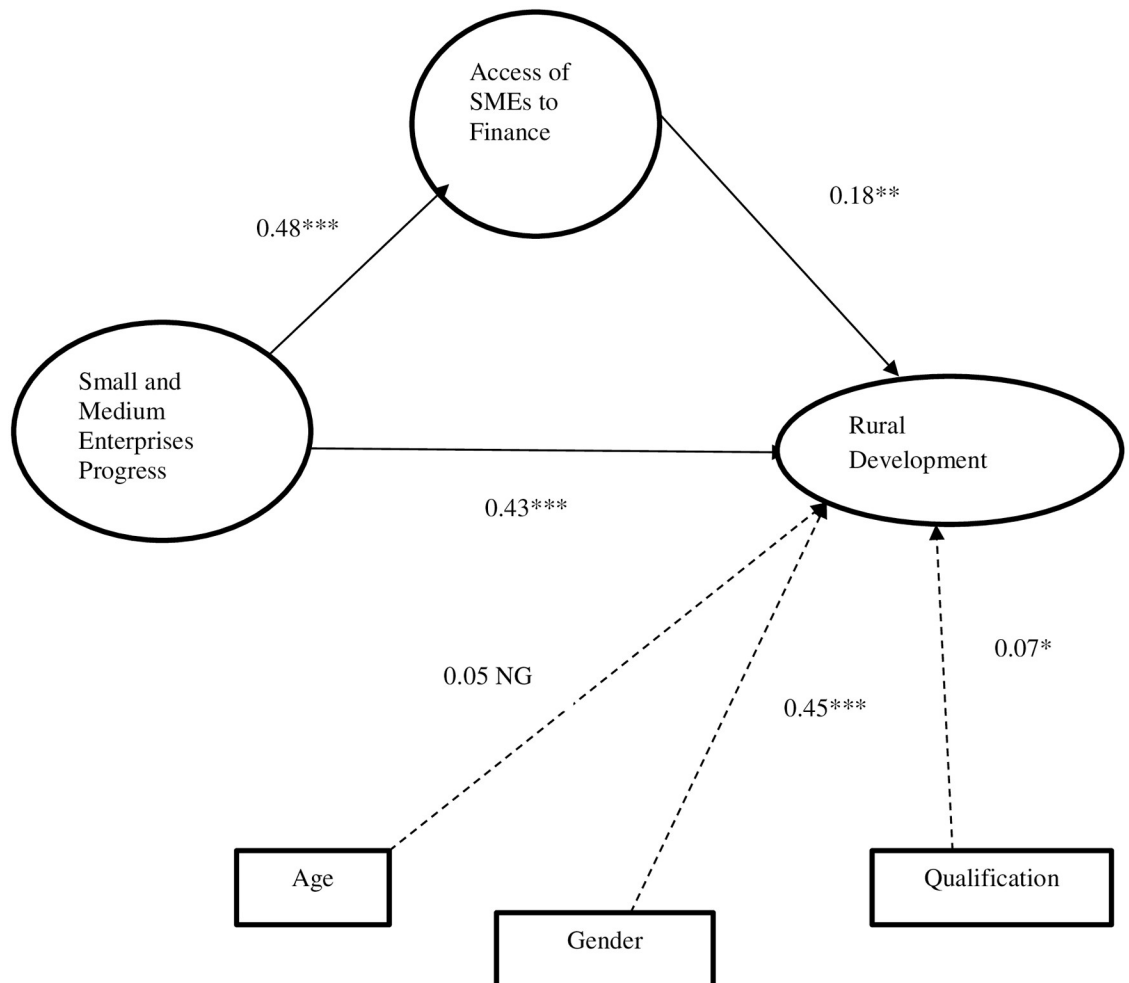 Access of
SMEs to
Finance
0.18**
0.48***
Small and
Medium
Enterprises
Progress
Rural
Development
0.43***
0.05 NG
0.07*
0.45***
Age
Qualification
Gender